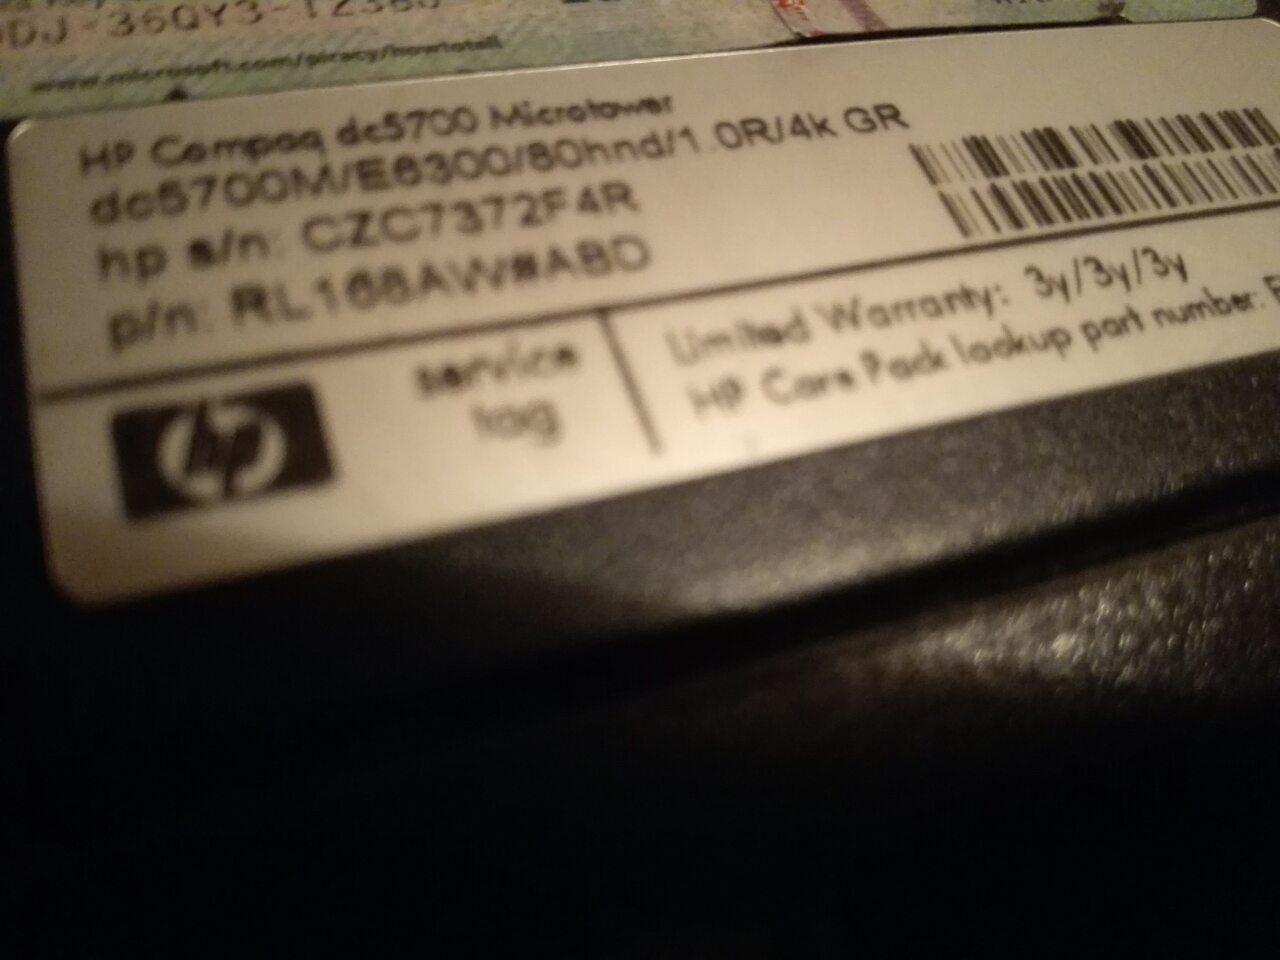 www.microsoft.com/piracy/howtotell
HP Compaq dc5700 Microtower
dc5700M/E6300/80hnd/1.0R/4k GR
hp s/n: CZC7372F4R
p/n: RL168AW#ABD
hp
service
tag
Limited Warranty: 3y/3y/3y
HP Care Pack lookup part number: